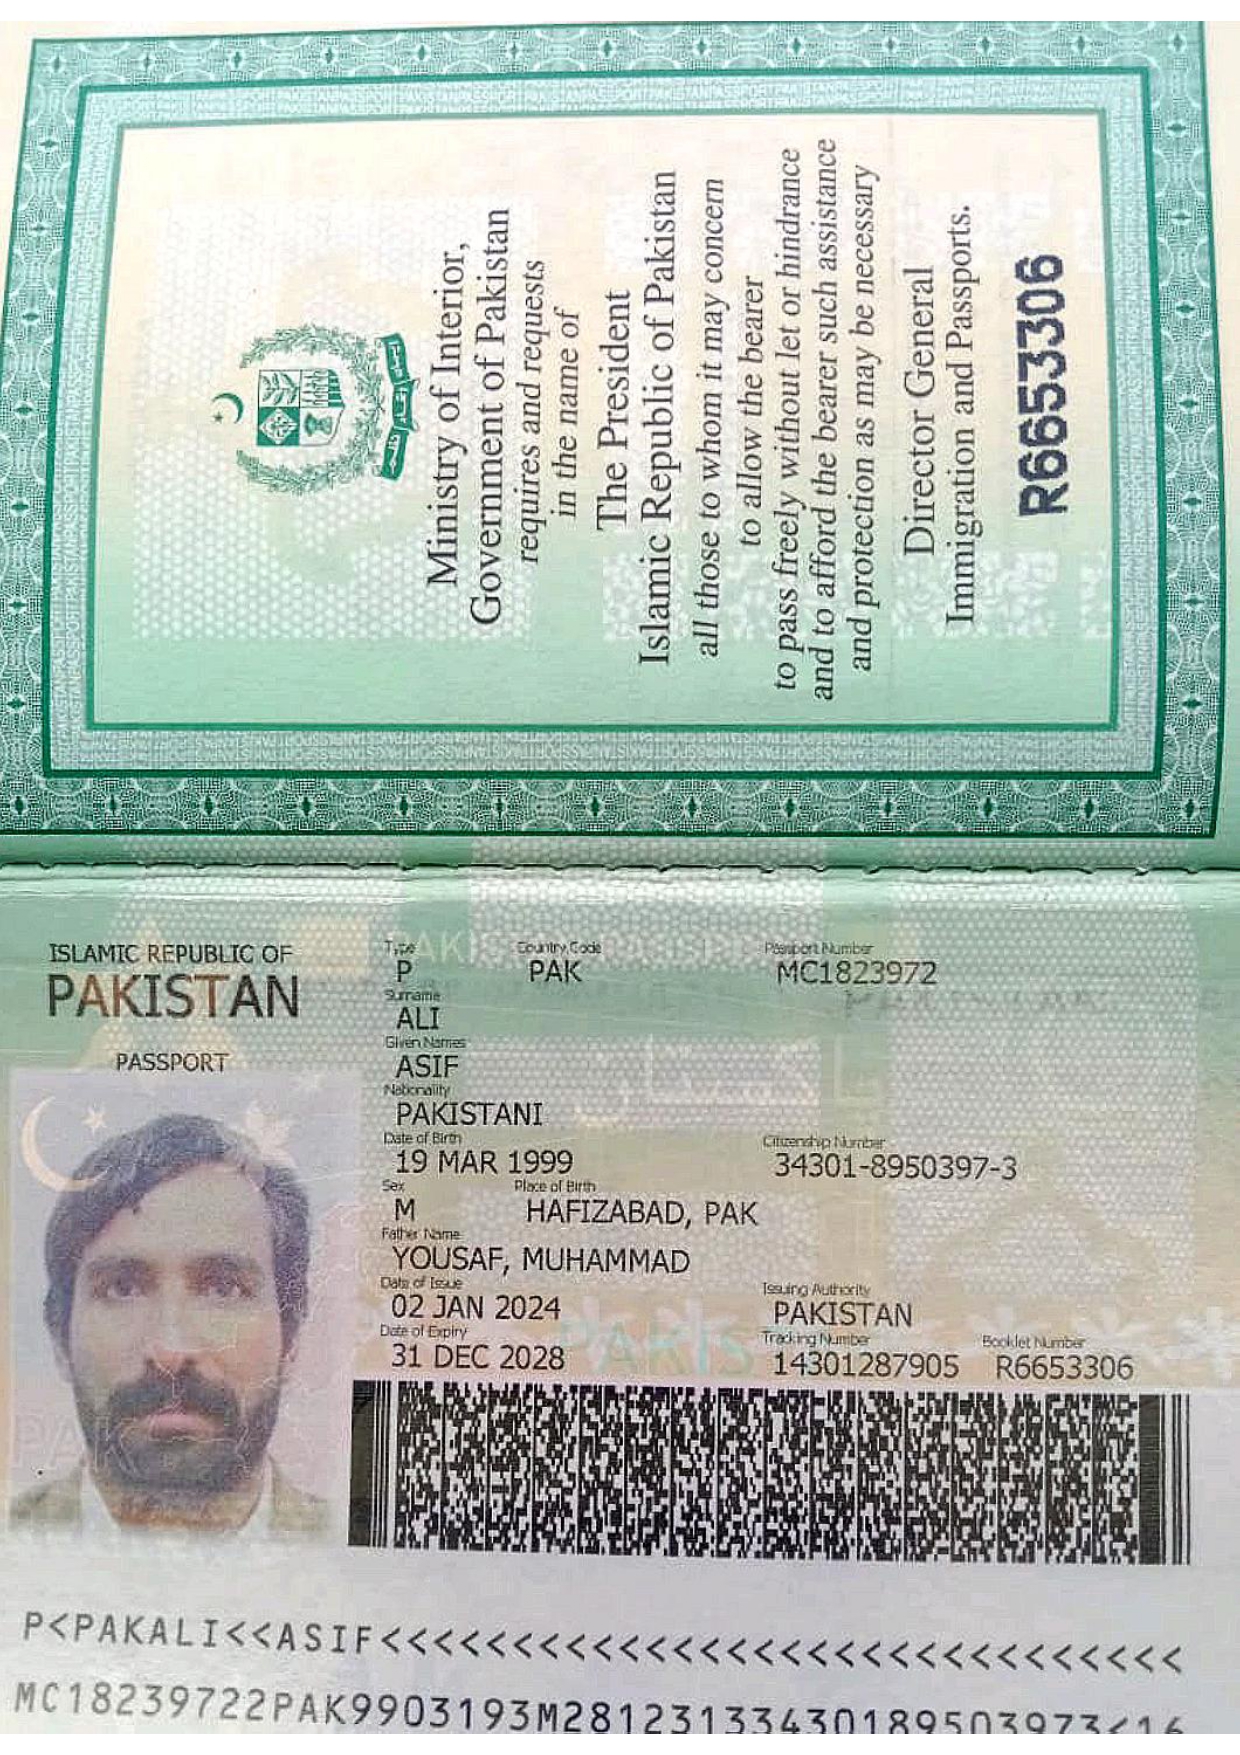 Ministry of Interior,
Government of Pakistan
requires and requests
in the name of
The President
Islamic Republic of Pakistan
all those to whom it may concern
to allow the bearer
to pass freely without let or hindrance
and to afford the bearer such assistance
and protection as may be necessary
Director General
Immigration and Passports.
R6653306
ISLAMIC REPUBLIC OF
PAKISTAN
PASSPORT
Type Country Code Passport Number
P PAK MC1823972
Surname
ALI
Given Names
ASIF
Nationality
PAKISTANI
Date of Birth Citizenship Number
19 MAR 1999 34301-8950397-3
Sex Place of Birth
M HAFIZABAD, PAK
Father Name
YOUSAF, MUHAMMAD
Date of Issue Issuing Authority
02 JAN 2024 PAKISTAN
Date of Expiry Tracking Number Booklet Number
31 DEC 2028 14301287905 R6653306
P<PAKALI<<ASIF<<<<<<<<<<<<<<<<<<<<<<<<<<<<<<
MC18239722PAK9903193M28123133430189503973<16